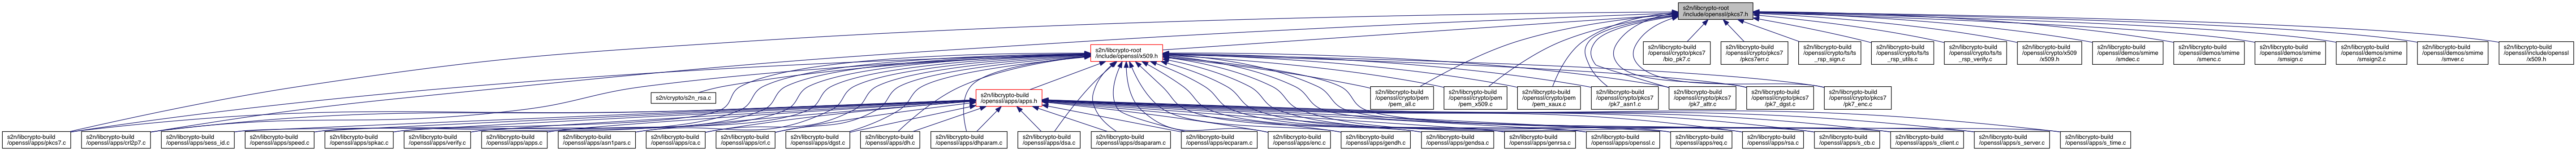 s2n/libcrypto-root
/include/openssl/pkcs7.h
s2n/libcrypto-root
/include/openssl/x509.h
s2n/libcrypto-build
/openssl/crypto/pkcs7
/bio_pk7.c
s2n/libcrypto-build
/openssl/crypto/pkcs7
/pkcs7err.c
s2n/libcrypto-build
/openssl/crypto/ts/ts
_rsp_sign.c
s2n/libcrypto-build
/openssl/crypto/ts/ts
_rsp_utils.c
s2n/libcrypto-build
/openssl/crypto/ts/ts
_rsp_verify.c
s2n/libcrypto-build
/openssl/crypto/x509
/x509.h
s2n/libcrypto-build
/openssl/demos/smime
/smdec.c
s2n/libcrypto-build
/openssl/demos/smime
/smenc.c
s2n/libcrypto-build
/openssl/demos/smime
/smsign.c
s2n/libcrypto-build
/openssl/demos/smime
/smsign2.c
s2n/libcrypto-build
/openssl/demos/smime
/smver.c
s2n/libcrypto-build
/openssl/include/openssl
/x509.h
s2n/crypto/s2n_rsa.c
s2n/libcrypto-build
/openssl/apps/apps.h
s2n/libcrypto-build
/openssl/crypto/pem
/pem_all.c
s2n/libcrypto-build
/openssl/crypto/pem
/pem_x509.c
s2n/libcrypto-build
/openssl/crypto/pem
/pem_xaux.c
s2n/libcrypto-build
/openssl/crypto/pkcs7
/pk7_asn1.c
s2n/libcrypto-build
/openssl/crypto/pkcs7
/pk7_attr.c
s2n/libcrypto-build
/openssl/crypto/pkcs7
/pk7_dgst.c
s2n/libcrypto-build
/openssl/crypto/pkcs7
/pk7_enc.c
s2n/libcrypto-build
/openssl/apps/pkcs7.c
s2n/libcrypto-build
/openssl/apps/crl2p7.c
s2n/libcrypto-build
/openssl/apps/sess_id.c
s2n/libcrypto-build
/openssl/apps/speed.c
s2n/libcrypto-build
/openssl/apps/spkac.c
s2n/libcrypto-build
/openssl/apps/verify.c
s2n/libcrypto-build
/openssl/apps/apps.c
s2n/libcrypto-build
/openssl/apps/asn1pars.c
s2n/libcrypto-build
/openssl/apps/ca.c
s2n/libcrypto-build
/openssl/apps/crl.c
s2n/libcrypto-build
/openssl/apps/dgst.c
s2n/libcrypto-build
/openssl/apps/dh.c
s2n/libcrypto-build
/openssl/apps/dhparam.c
s2n/libcrypto-build
/openssl/apps/dsa.c
s2n/libcrypto-build
/openssl/apps/dsaparam.c
s2n/libcrypto-build
/openssl/apps/ecparam.c
s2n/libcrypto-build
/openssl/apps/enc.c
s2n/libcrypto-build
/openssl/apps/gendh.c
s2n/libcrypto-build
/openssl/apps/gendsa.c
s2n/libcrypto-build
/openssl/apps/genrsa.c
s2n/libcrypto-build
/openssl/apps/openssl.c
s2n/libcrypto-build
/openssl/apps/req.c
s2n/libcrypto-build
/openssl/apps/rsa.c
s2n/libcrypto-build
/openssl/apps/s_cb.c
s2n/libcrypto-build
/openssl/apps/s_client.c
s2n/libcrypto-build
/openssl/apps/s_server.c
s2n/libcrypto-build
/openssl/apps/s_time.c